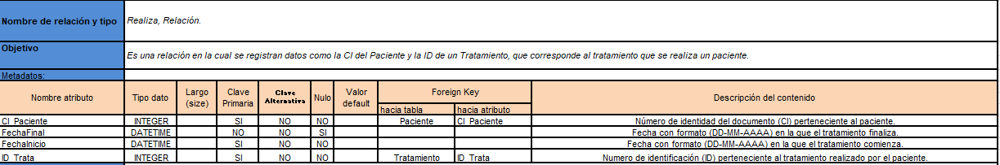 Nombre de relación y tipo Realiza, Relación.
Objetivo Es una relación en la cual se registran datos como la CI del Paciente y la ID de un Tratamiento, que corresponde al tratamiento que se realiza un paciente.
Metadatos:
Nombre atributo Tipo dato Largo (size) Clave Primaria Clave Alternativa Nulo Valor default Foreign Key Descripción del contenido
hacia tabla hacia atributo
CI_Paciente INTEGER SI NO NO Paciente CI_Paciente Número de identidad del documento (CI) perteneciente al paciente.
FechaFinal DATETIME NO NO SI Fecha con formato (DD-MM-AAAA) en la que el tratamiento finaliza.
FechaInicio DATETIME SI NO NO Fecha con formato (DD-MM-AAAA) en la que el tratamiento comienza.
ID_Trata INTEGER SI NO NO Tratamiento ID_Trata Numero de identificación (ID) perteneciente al tratamiento realizado por el paciente.